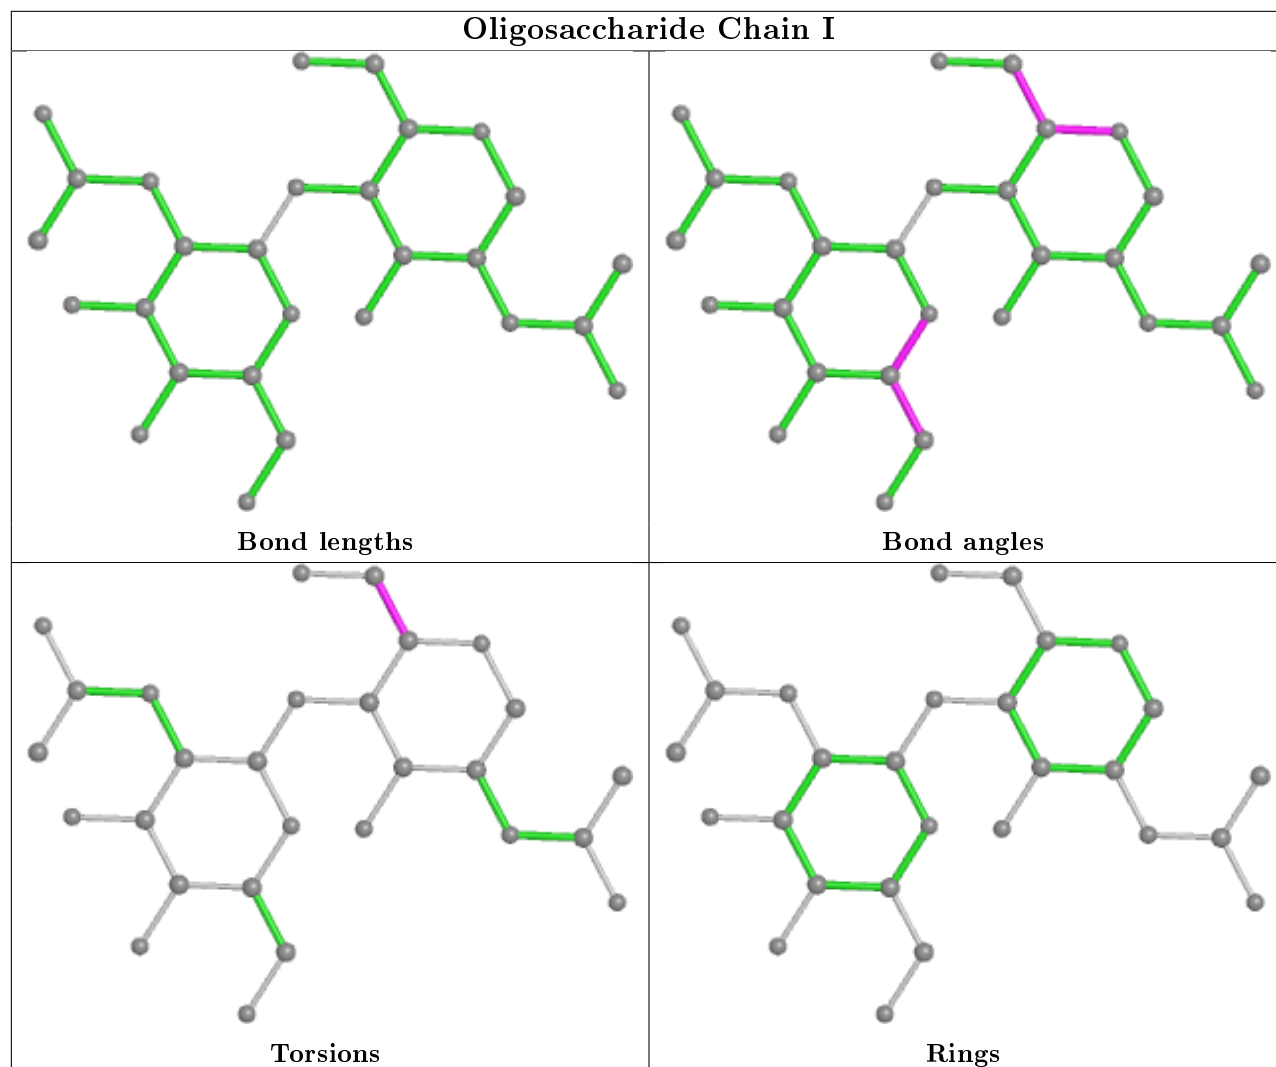 Oligosaccharide Chain I
Bond lengths
Bond angles
Torsions
Rings